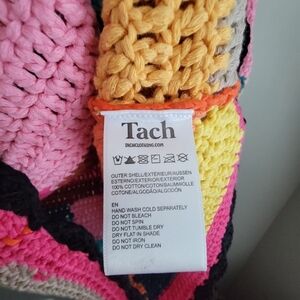 Tach
TACHCLOTHING.COM
OUTER SHELL/EXTERIEUR/AUSSEN
ESTERNO/EXTERIOR/EXTERIOR
100% COTTON/COTON/BAUMWOLLE
COTONE/ALGODÃO/ALGODÓN
EN
HAND WASH COLD SEPARATELY
DO NOT BLEACH
DO NOT SPIN
DO NOT TUMBLE DRY
DRY FLAT IN SHADE
DO NOT IRON
DO NOT DRY CLEAN